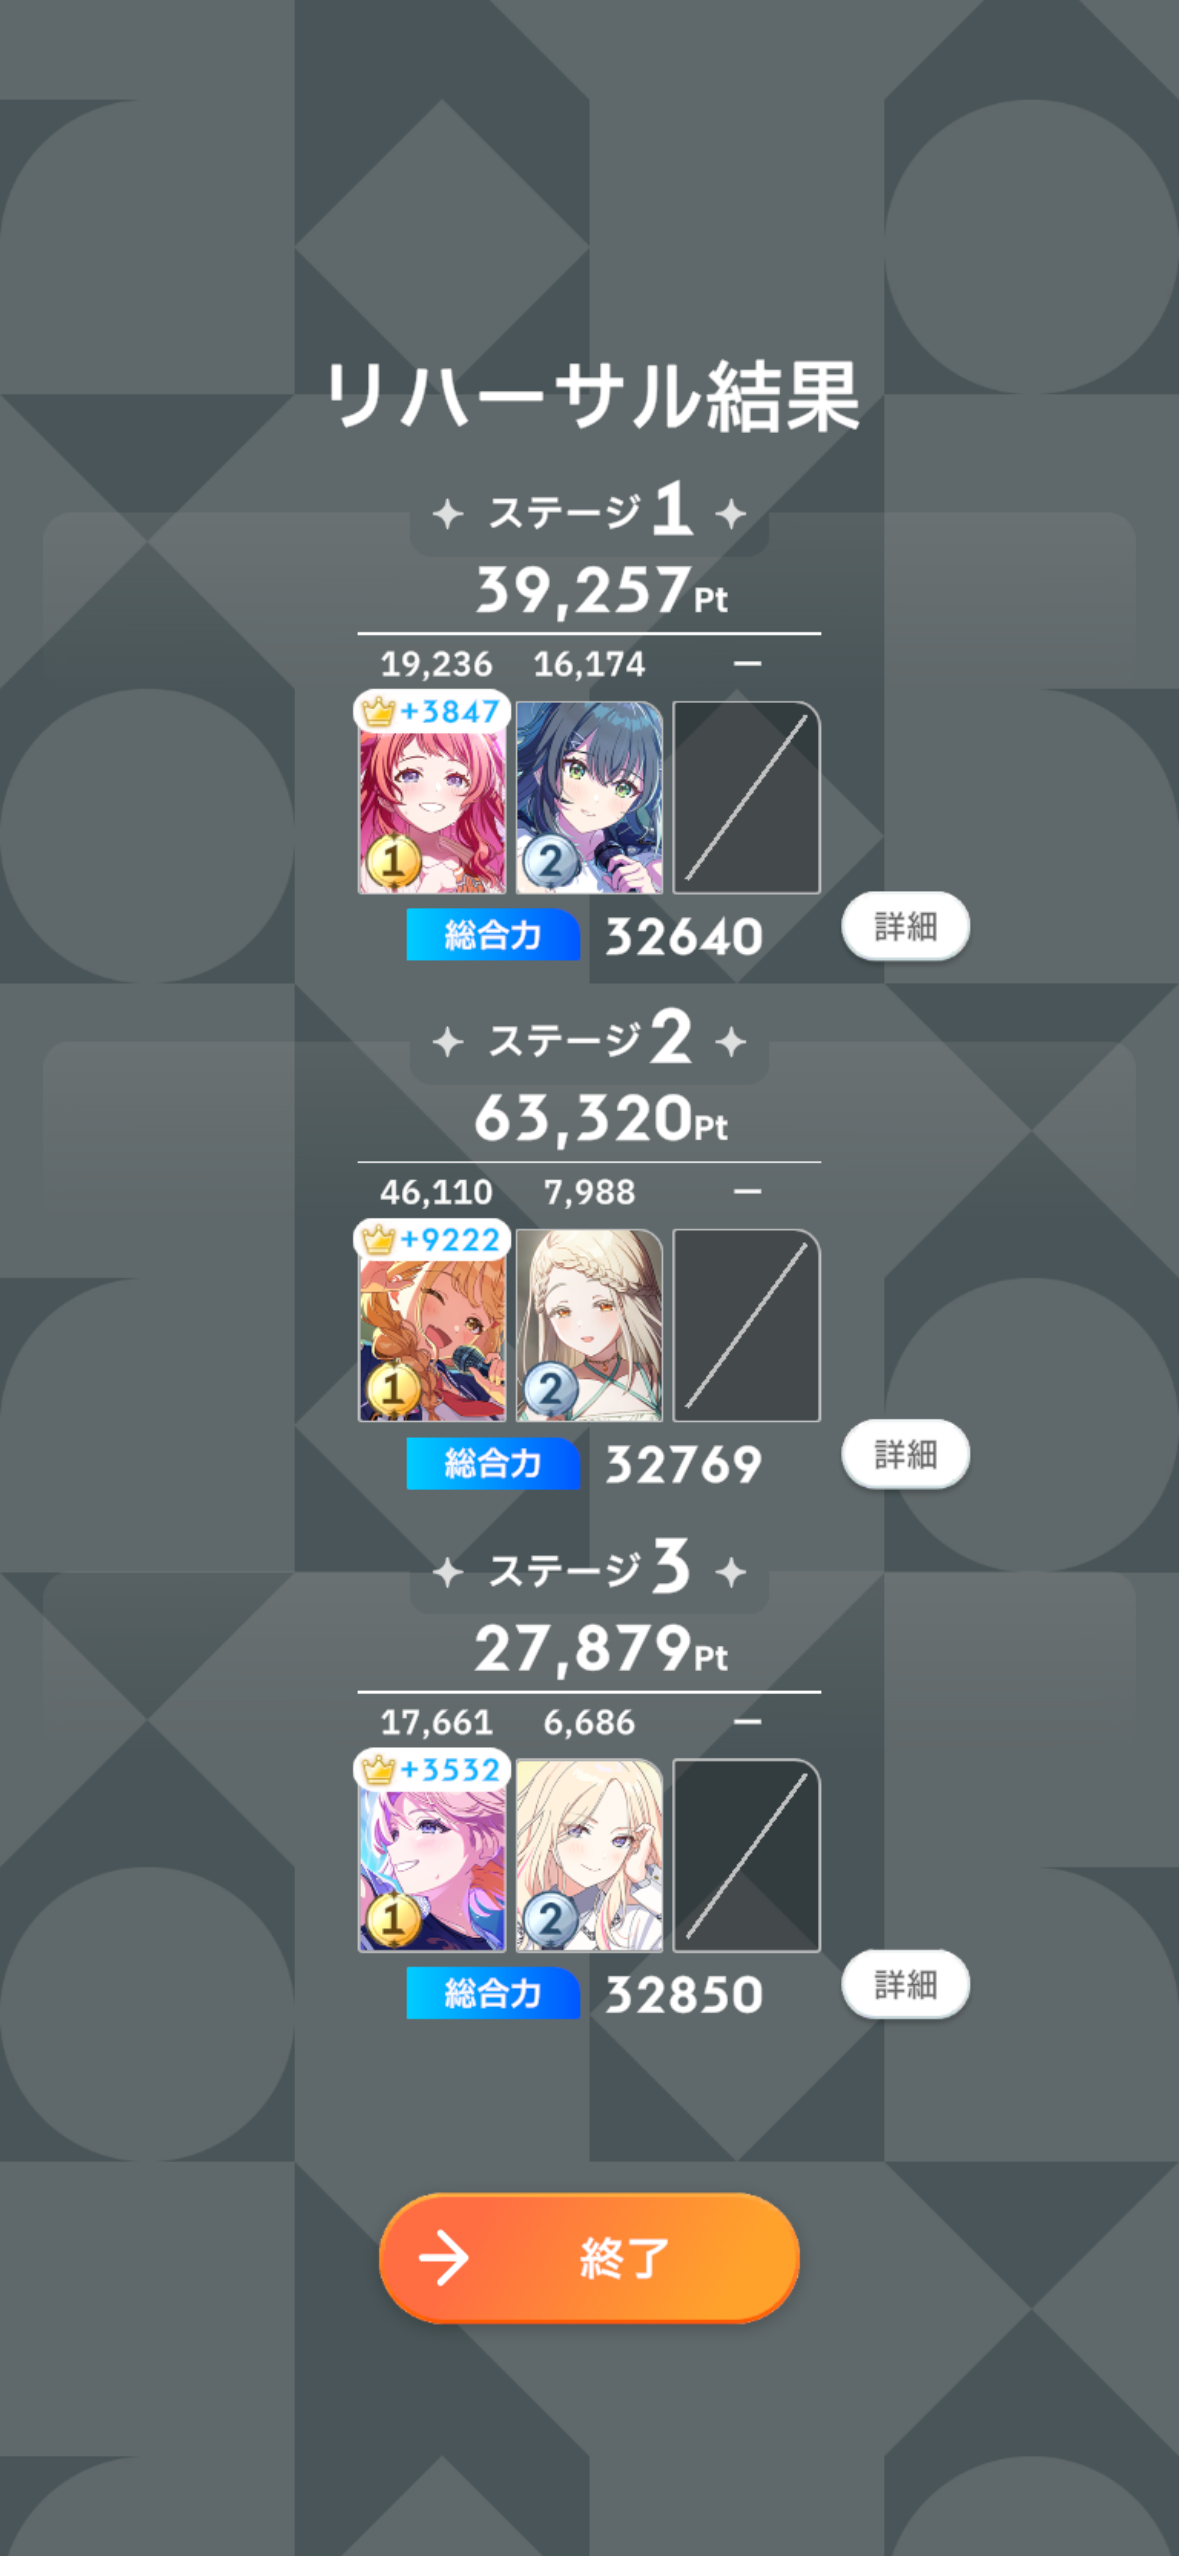 リハーサル結果
ステージ1
39,257Pt
19,236 16,174 —
+3847
1 2
総合力 32640 詳細
ステージ2
63,320Pt
46,110 7,988 —
+9222
1 2
総合力 32769 詳細
ステージ3
27,879Pt
17,661 6,686 —
+3532
1 2
総合力 32850 詳細
終了